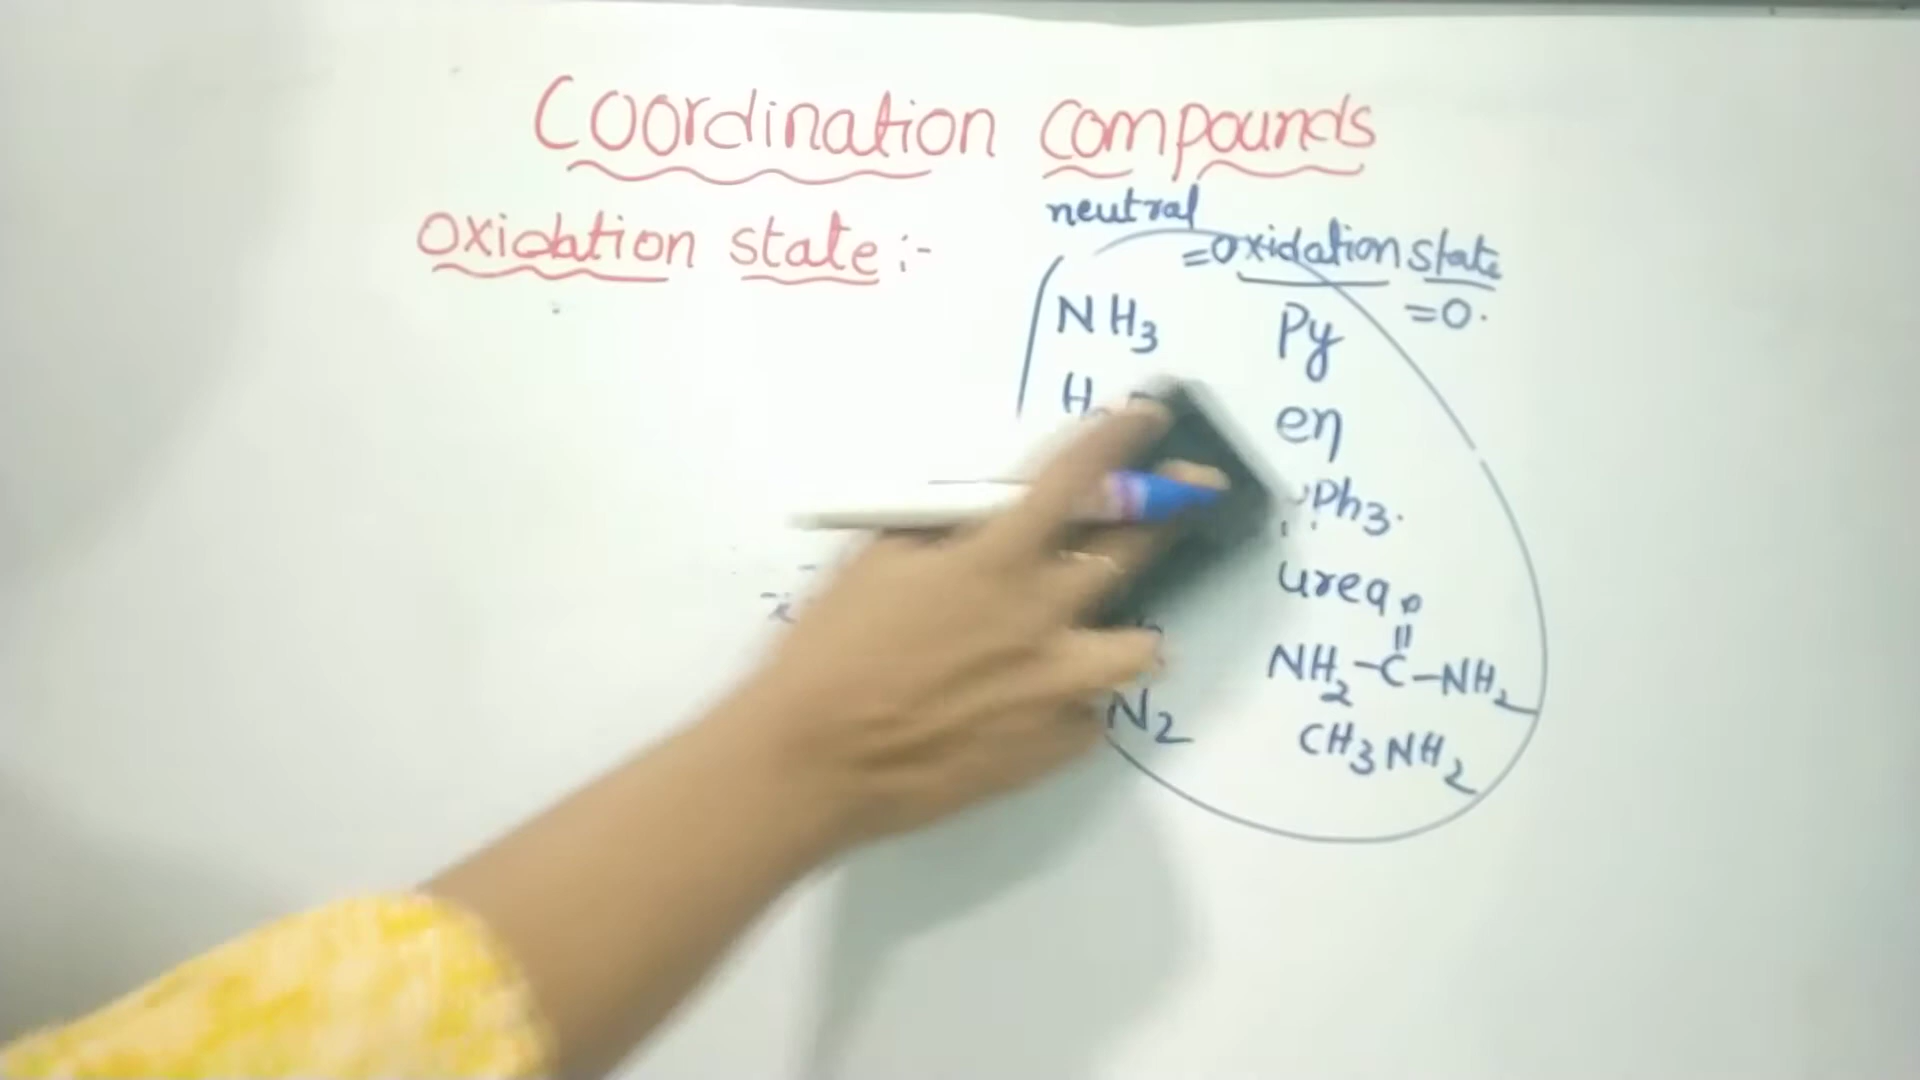 Coordination compounds
Oxidation state :-
neutral
=oxidation state
=0.
NH3
Py
H
en
Ph3.
urea
O
||
NH2-C-NH2
N2
CH3NH2